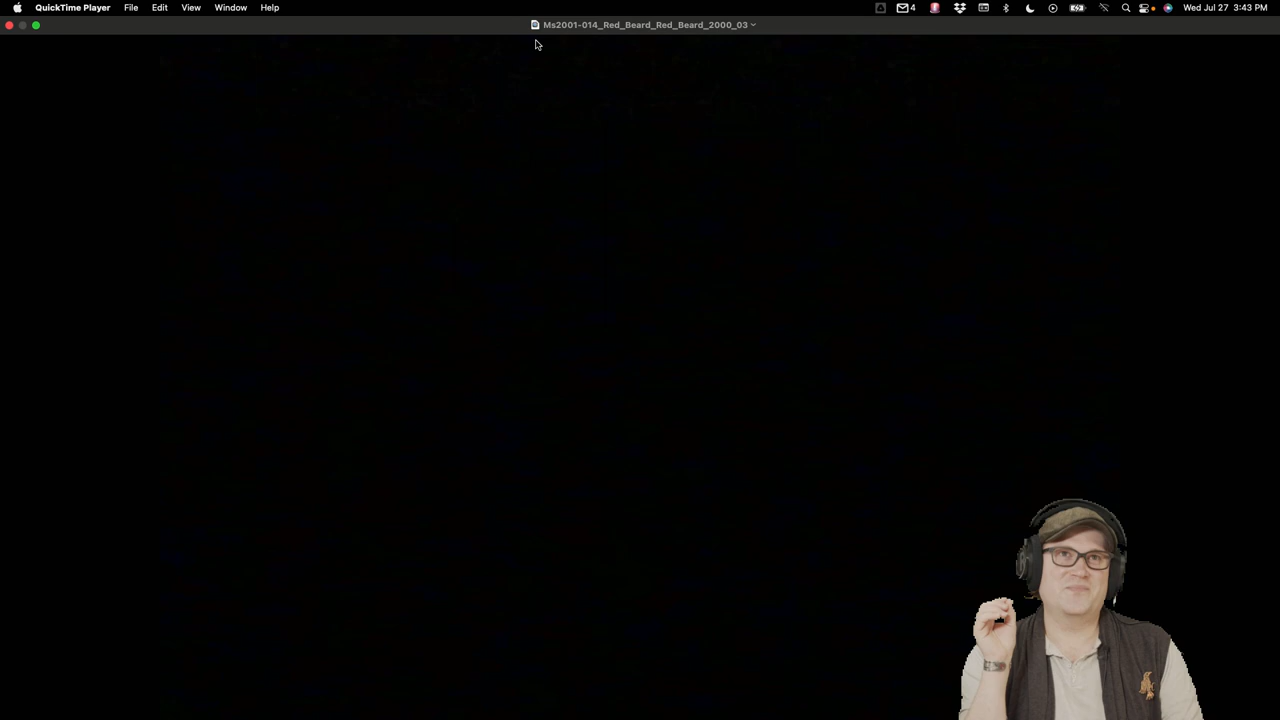 QuickTime Player File Edit View Window Help 4 Wed Jul 27 3:43 PM
Ms2001-014_Red_Beard_Red_Beard_2000_03